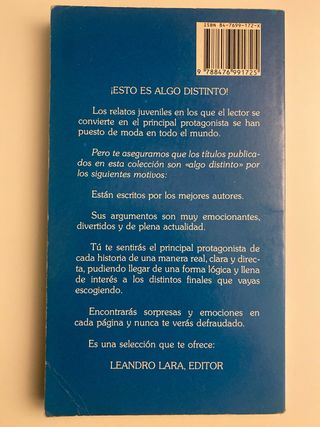 ISBN 84-7699-172-X
9 788476 991725
¡ESTO ES ALGO DISTINTO!
Los relatos juveniles en los que el lector se
convierte en el principal protagonista se han
puesto de moda en todo el mundo.
Pero te aseguramos que los títulos publica-
dos en esta colección son «algo distinto» por
los siguientes motivos:
Están escritos por los mejores autores.
Sus argumentos son muy emocionantes,
divertidos y de plena actualidad.
Tú te sentirás el principal protagonista de
cada historia de una manera real, clara y direc-
ta, pudiendo llegar de una forma lógica y llena
de interés a los distintos finales que vayas
escogiendo.
Encontrarás sorpresas y emociones en
cada página y nunca te verás defraudado.
Es una selección que te ofrece:
LEANDRO LARA, EDITOR